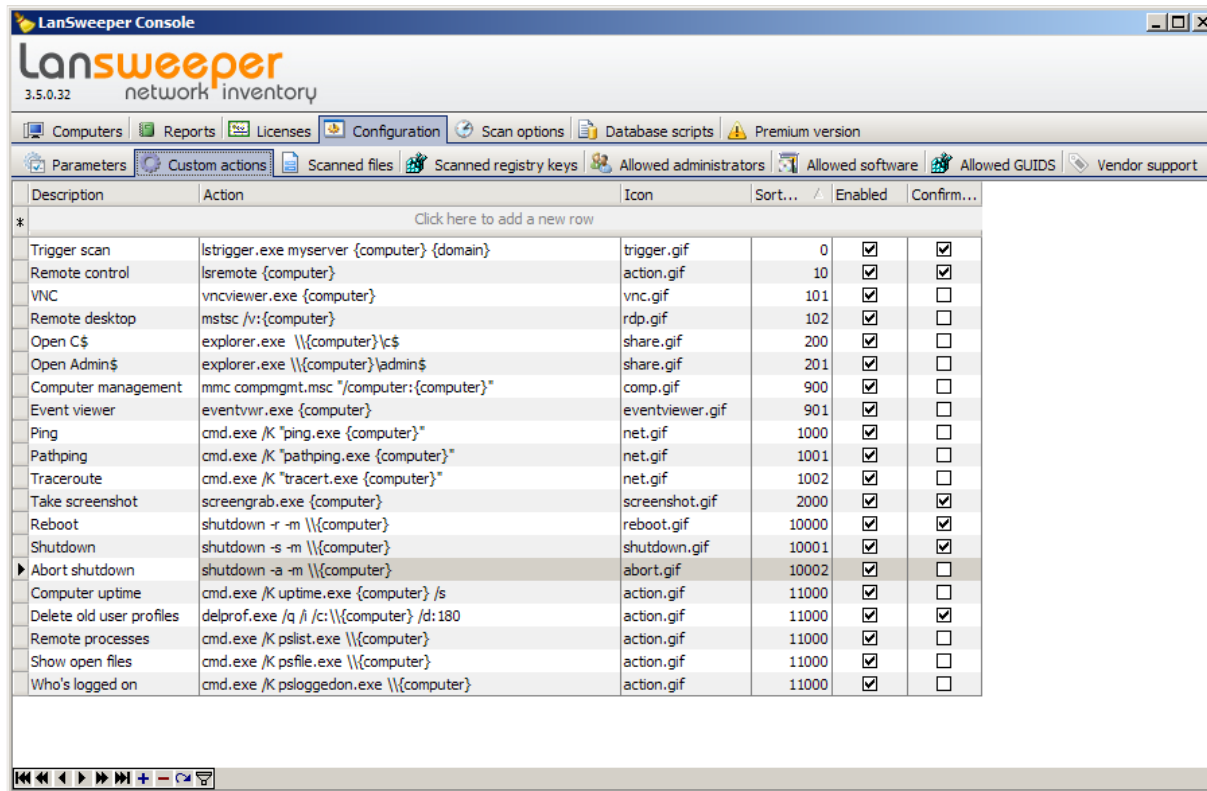 LanSweeper Console
Lansweeper
3.5.0.32 network inventory
Computers Reports Licenses Configuration Scan options Database scripts Premium version
Parameters Custom actions Scanned files Scanned registry keys Allowed administrators Allowed software Allowed GUIDS Vendor support
Description Action Icon Sort... Enabled Confirm...
Click here to add a new row
Trigger scan lstrigger.exe myserver {computer} {domain} trigger.gif 0
Remote control lsremote {computer} action.gif 10
VNC vncviewer.exe {computer} vnc.gif 101
Remote desktop mstsc /v:{computer} rdp.gif 102
Open C$ explorer.exe \\{computer}\c$ share.gif 200
Open Admin$ explorer.exe \\{computer}\admin$ share.gif 201
Computer management mmc compmgmt.msc "/computer:{computer}" comp.gif 900
Event viewer eventvwr.exe {computer} eventviewer.gif 901
Ping cmd.exe /K "ping.exe {computer}" net.gif 1000
Pathping cmd.exe /K "pathping.exe {computer}" net.gif 1001
Traceroute cmd.exe /K "tracert.exe {computer}" net.gif 1002
Take screenshot screengrab.exe {computer} screenshot.gif 2000
Reboot shutdown -r -m \\{computer} reboot.gif 10000
Shutdown shutdown -s -m \\{computer} shutdown.gif 10001
Abort shutdown shutdown -a -m \\{computer} abort.gif 10002
Computer uptime cmd.exe /K uptime.exe {computer} /s action.gif 11000
Delete old user profiles delprof.exe /q /i /c:\\{computer} /d:180 action.gif 11000
Remote processes cmd.exe /K pslist.exe \\{computer} action.gif 11000
Show open files cmd.exe /K psfile.exe \\{computer} action.gif 11000
Who's logged on cmd.exe /K psloggedon.exe \\{computer} action.gif 11000